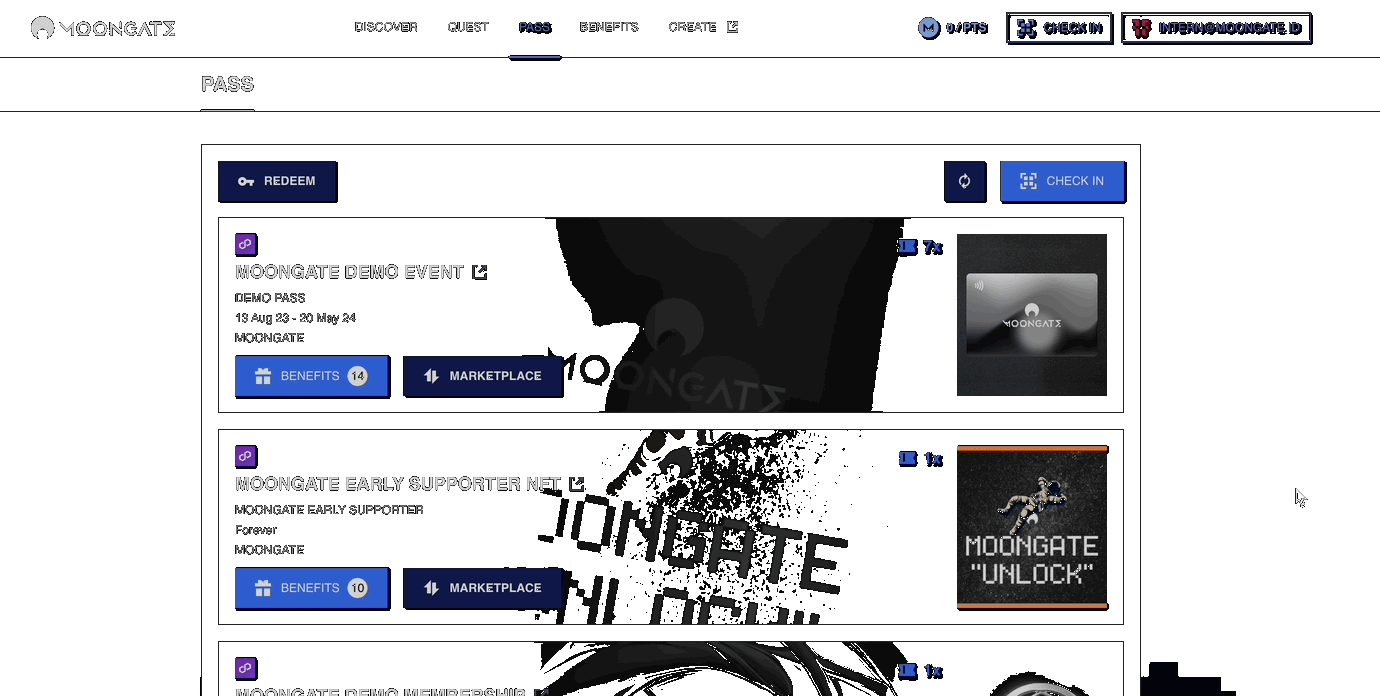 MOONGATE
DISCOVER QUEST PASS BENEFITS CREATE
M 0 / PTS CHECK IN INTERN@MOONGATE.ID
PASS
REDEEM
CHECK IN
MOONGATE DEMO EVENT
DEMO PASS
13 Aug 23 - 20 May 24
MOONGATE
BENEFITS 14 MARKETPLACE
MOONGATE
7x
MOONGATE
MOONGATE EARLY SUPPORTER NFT
MOONGATE EARLY SUPPORTER
Forever
MOONGATE
BENEFITS 10 MARKETPLACE
1x
MOONGATE
"UNLOCK"
MOONGATE DEMO MEMBERSHIP
1x